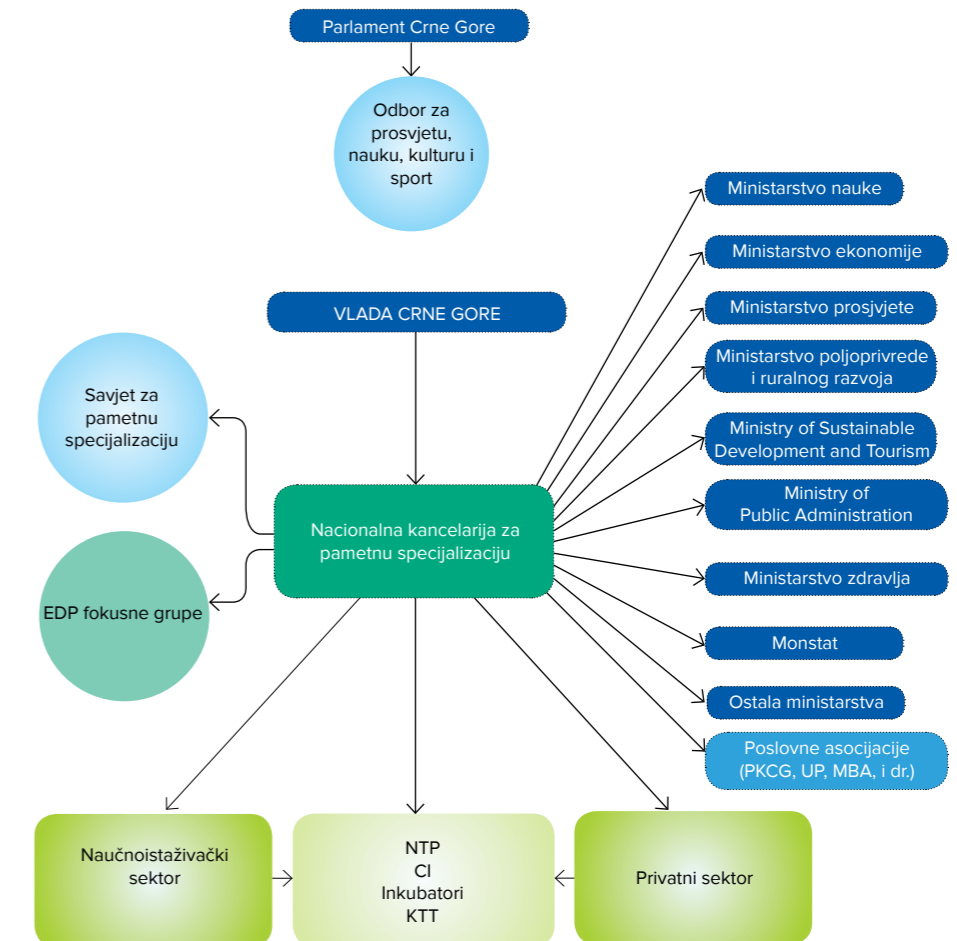 Parlament Crne Gore
Odbor za
prosvjetu,
nauku, kulturu i
sport
VLADA CRNE GORE
Savjet za
pametnu
specijalizaciju
EDP fokusne grupe
Nacionalna kancelarija za
pametnu specijalizaciju
Ministarstvo nauke
Ministarstvo ekonomije
Ministarstvo prosjvjete
Ministarstvo poljoprivrede
i ruralnog razvoja
Ministry of Sustainable
Development and Tourism
Ministry of
Public Administration
Ministarstvo zdravlja
Monstat
Ostala ministarstva
Poslovne asocijacije
(PKCG, UP, MBA, i dr.)
Naučnoistaživački
sektor
NTP
CI
Inkubatori
KTT
Privatni sektor